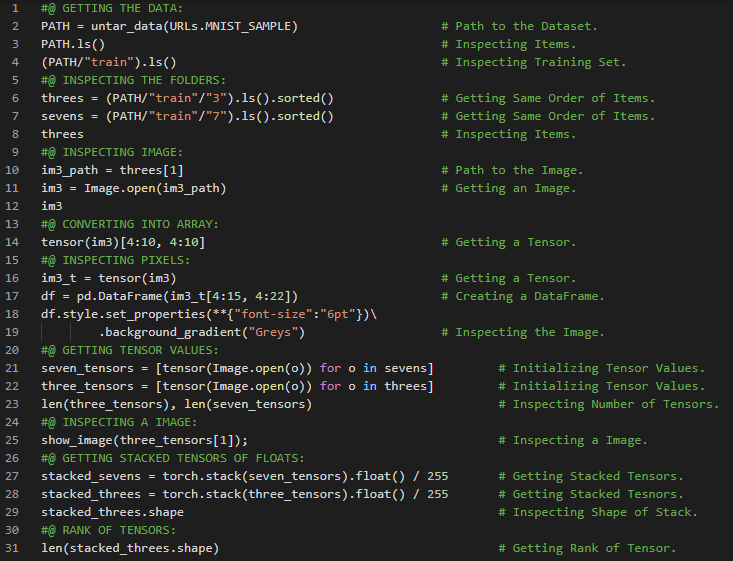 1 #@ GETTING THE DATA:
2 PATH = untar_data(URLs.MNIST_SAMPLE) # Path to the Dataset.
3 PATH.ls() # Inspecting Items.
4 (PATH/"train").ls() # Inspecting Training Set.
5 #@ INSPECTING THE FOLDERS:
6 threes = (PATH/"train"/"3").ls().sorted() # Getting Same Order of Items.
7 sevens = (PATH/"train"/"7").ls().sorted() # Getting Same Order of Items.
8 threes # Inspecting Items.
9 #@ INSPECTING IMAGE:
10 im3_path = threes[1] # Path to the Image.
11 im3 = Image.open(im3_path) # Getting an Image.
12 im3
13 #@ CONVERTING INTO ARRAY:
14 tensor(im3)[4:10, 4:10] # Getting a Tensor.
15 #@ INSPECTING PIXELS:
16 im3_t = tensor(im3) # Getting a Tensor.
17 df = pd.DataFrame(im3_t[4:15, 4:22]) # Creating a DataFrame.
18 df.style.set_properties(**{"font-size":"6pt"})\
19 .background_gradient("Greys") # Inspecting the Image.
20 #@ GETTING TENSOR VALUES:
21 seven_tensors = [tensor(Image.open(o)) for o in sevens] # Initializing Tensor Values.
22 three_tensors = [tensor(Image.open(o)) for o in threes] # Initializing Tensor Values.
23 len(three_tensors), len(seven_tensors) # Inspecting Number of Tensors.
24 #@ INSPECTING A IMAGE:
25 show_image(three_tensors[1]); # Inspecting a Image.
26 #@ GETTING STACKED TENSORS OF FLOATS:
27 stacked_sevens = torch.stack(seven_tensors).float() / 255 # Getting Stacked Tensors.
28 stacked_threes = torch.stack(three_tensors).float() / 255 # Getting Stacked Tesnors.
29 stacked_threes.shape # Inspecting Shape of Stack.
30 #@ RANK OF TENSORS:
31 len(stacked_threes.shape) # Getting Rank of Tensor.